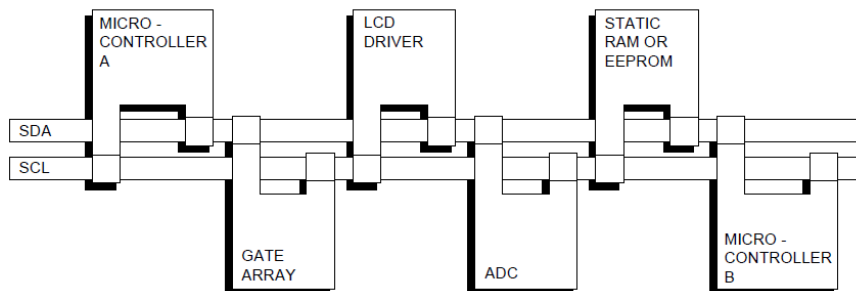 MICRO -
CONTROLLER
A
LCD
DRIVER
STATIC
RAM OR
EEPROM
SDA
SCL
GATE
ARRAY
ADC
MICRO -
CONTROLLER
B